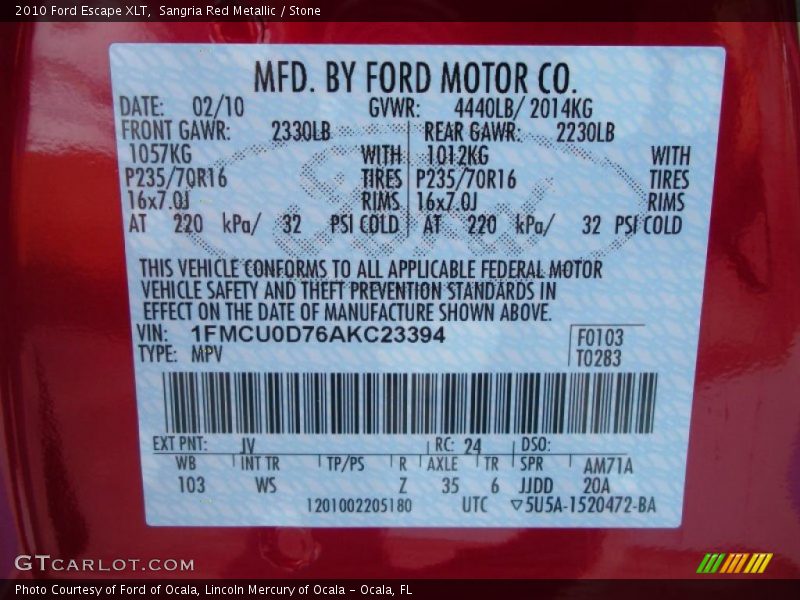 2010 Ford Escape XLT,  Sangria Red Metallic / Stone
MFD. BY FORD MOTOR CO.
DATE: 02/10 GVWR: 4440LB/ 2014KG
FRONT GAWR: 2330LB REAR GAWR: 2230LB
1057KG WITH 1012KG WITH
P235/70R16 TIRES P235/70R16 TIRES
16x7.0J RIMS 16x7.0J RIMS
AT 220 kPa/ 32 PSI COLD AT 220 kPa/ 32 PSI COLD
Ford
THIS VEHICLE CONFORMS TO ALL APPLICABLE FEDERAL MOTOR
VEHICLE SAFETY AND THEFT PREVENTION STANDARDS IN
EFFECT ON THE DATE OF MANUFACTURE SHOWN ABOVE.
VIN: 1FMCU0D76AKC23394 F0103
TYPE: MPV T0283
EXT PNT: JV RC: 24 DSO:
WB INT TR TP/PS R AXLE TR SPR AM71A
103 WS Z 35 6 JJDD 20A
1201002205180 UTC ▽5U5A-1520472-BA
GTCARLOT.COM
Photo Courtesy of Ford of Ocala, Lincoln Mercury of Ocala - Ocala, FL